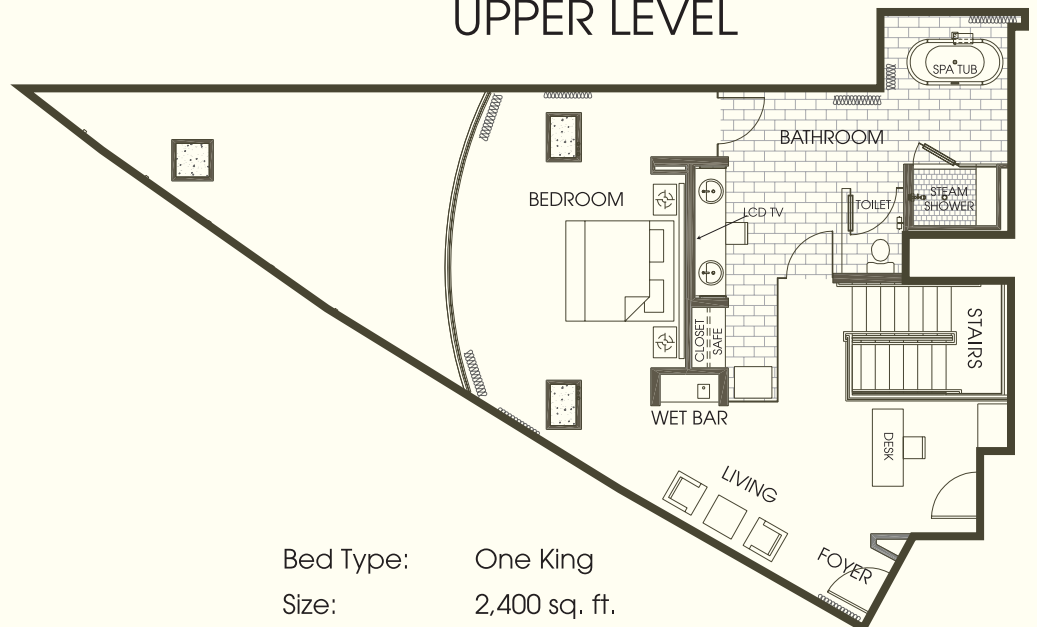 UPPER LEVEL
SPA TUB
BATHROOM
BEDROOM
STEAM
SHOWER
TOILET
LCD TV
CLOSET
SAFE
STAIRS
WET BAR
DESK
LIVING
FOYER
Bed Type: One King
Size: 2,400 sq. ft.